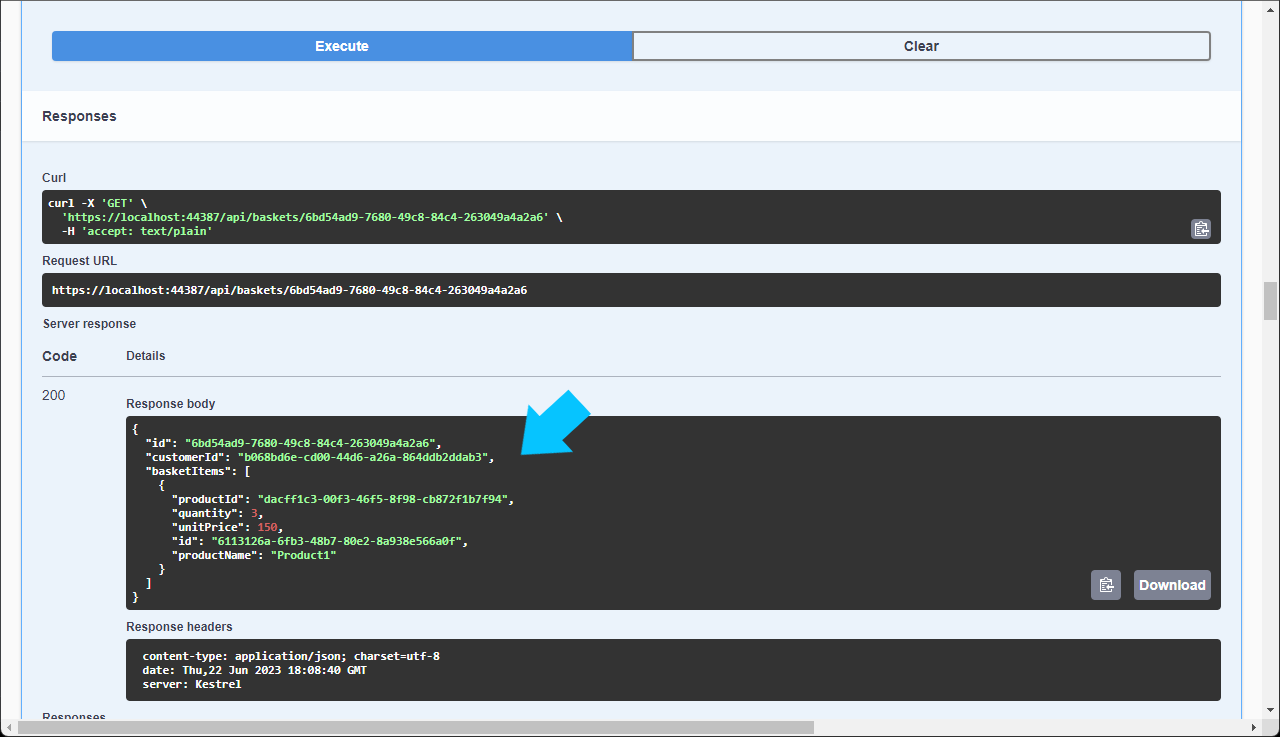 Execute
Clear
Responses
Curl
curl -X 'GET' \
  'https://localhost:44387/api/baskets/6bd54ad9-7680-49c8-84c4-263049a4a2a6' \
  -H 'accept: text/plain'
Request URL
https://localhost:44387/api/baskets/6bd54ad9-7680-49c8-84c4-263049a4a2a6
Server response
Code Details
200
Response body
{
  "id": "6bd54ad9-7680-49c8-84c4-263049a4a2a6",
  "customerId": "b068bd6e-cd00-44d6-a26a-864ddb2ddab3",
  "basketItems": [
    {
      "productId": "dacff1c3-00f3-46f5-8f98-cb872f1b7f94",
      "quantity": 3,
      "unitPrice": 150,
      "id": "6113126a-6fb3-48b7-80e2-8a938e566a0f",
      "productName": "Product1"
    }
  ]
}
Download
Response headers
content-type: application/json; charset=utf-8
date: Thu,22 Jun 2023 18:08:40 GMT
server: Kestrel
Responses